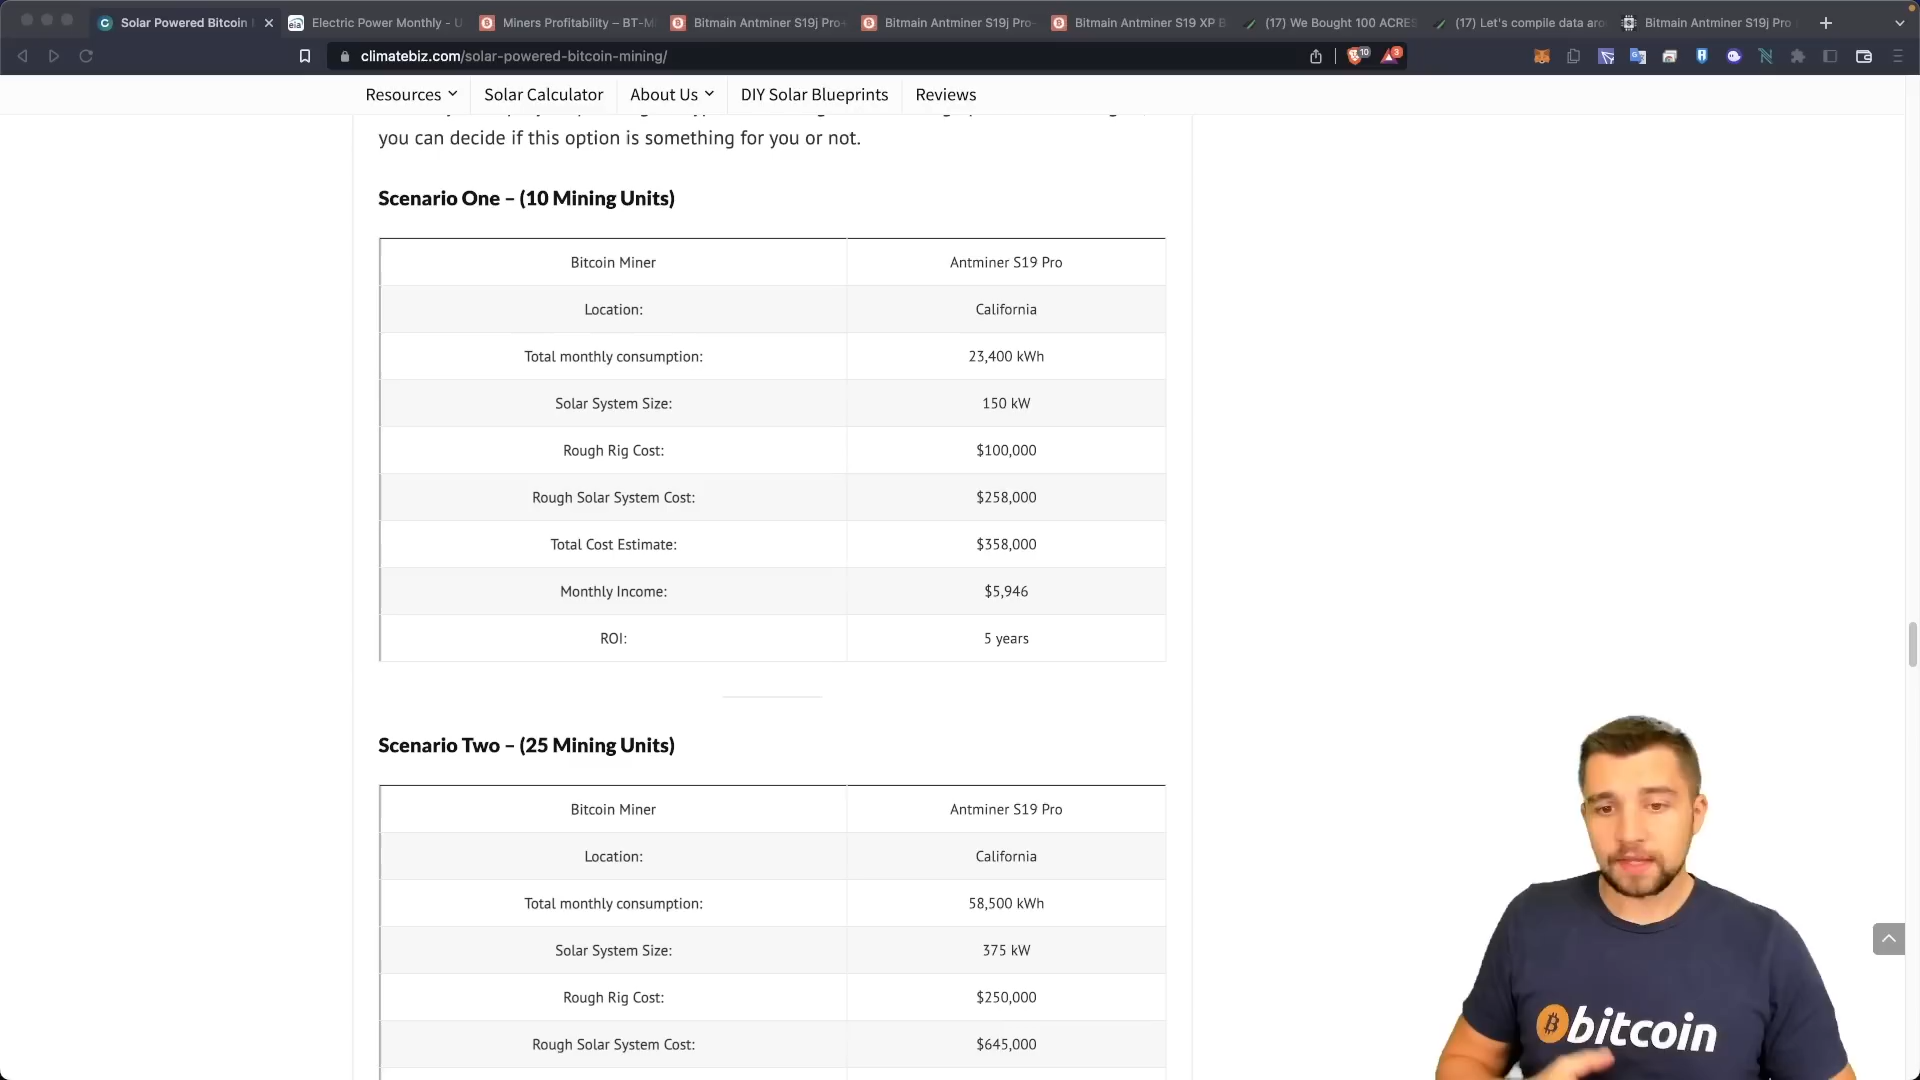 Solar Powered Bitcoin
Electric Power Monthly - U
Miners Profitability – BT-M
Bitmain Antminer S19j Pro+
Bitmain Antminer S19j Pro-
Bitmain Antminer S19 XP B
(17) We Bought 100 ACRES
(17) Let's compile data aro
Bitmain Antminer S19j Pro
climatebiz.com/solar-powered-bitcoin-mining/
10
3
Resources
Solar Calculator
About Us
DIY Solar Blueprints
Reviews
you can decide if this option is something for you or not.
Scenario One – (10 Mining Units)
Bitcoin Miner Antminer S19 Pro
Location: California
Total monthly consumption: 23,400 kWh
Solar System Size: 150 kW
Rough Rig Cost: $100,000
Rough Solar System Cost: $258,000
Total Cost Estimate: $358,000
Monthly Income: $5,946
ROI: 5 years
Scenario Two – (25 Mining Units)
Bitcoin Miner Antminer S19 Pro
Location: California
Total monthly consumption: 58,500 kWh
Solar System Size: 375 kW
Rough Rig Cost: $250,000
Rough Solar System Cost: $645,000
bitcoin